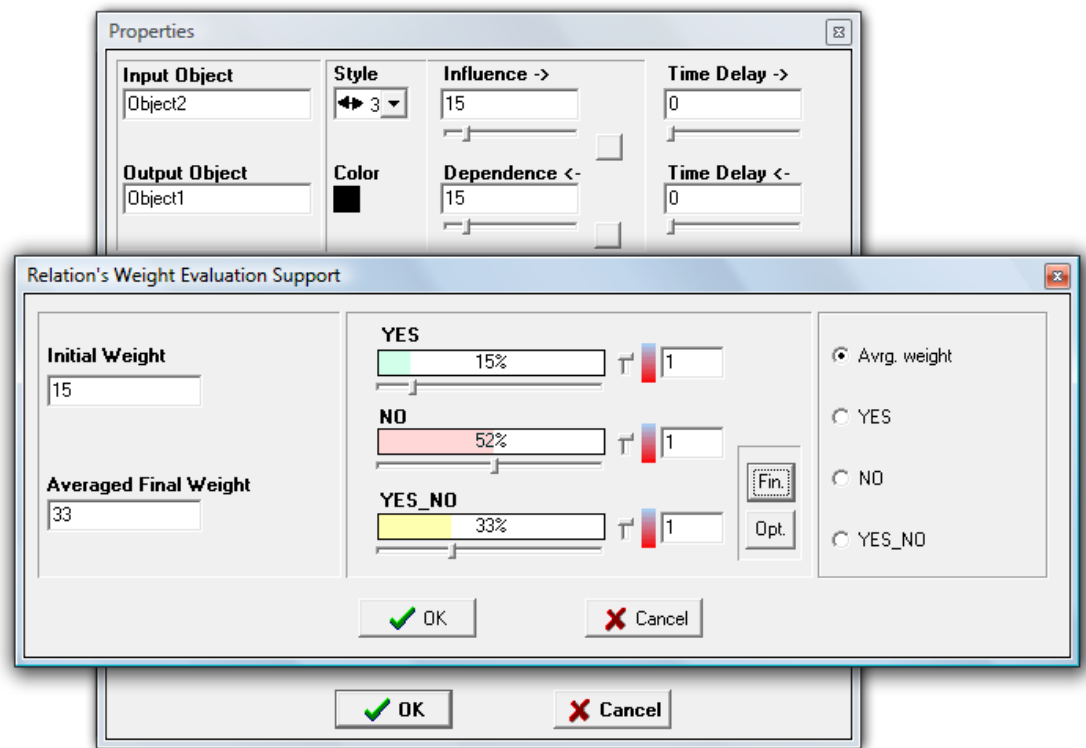 Properties
Input Object Style Influence -> Time Delay ->
Object2 3 15 0
Output Object Color Dependence <- Time Delay <-
Object1 15 0
Relation's Weight Evaluation Support
YES
Initial Weight 15% 1 Avrg. weight
15
YES
NO
52% 1
Averaged Final Weight Fin. NO
33 YES_NO
33% 1 Opt. YES_NO
OK Cancel
OK Cancel